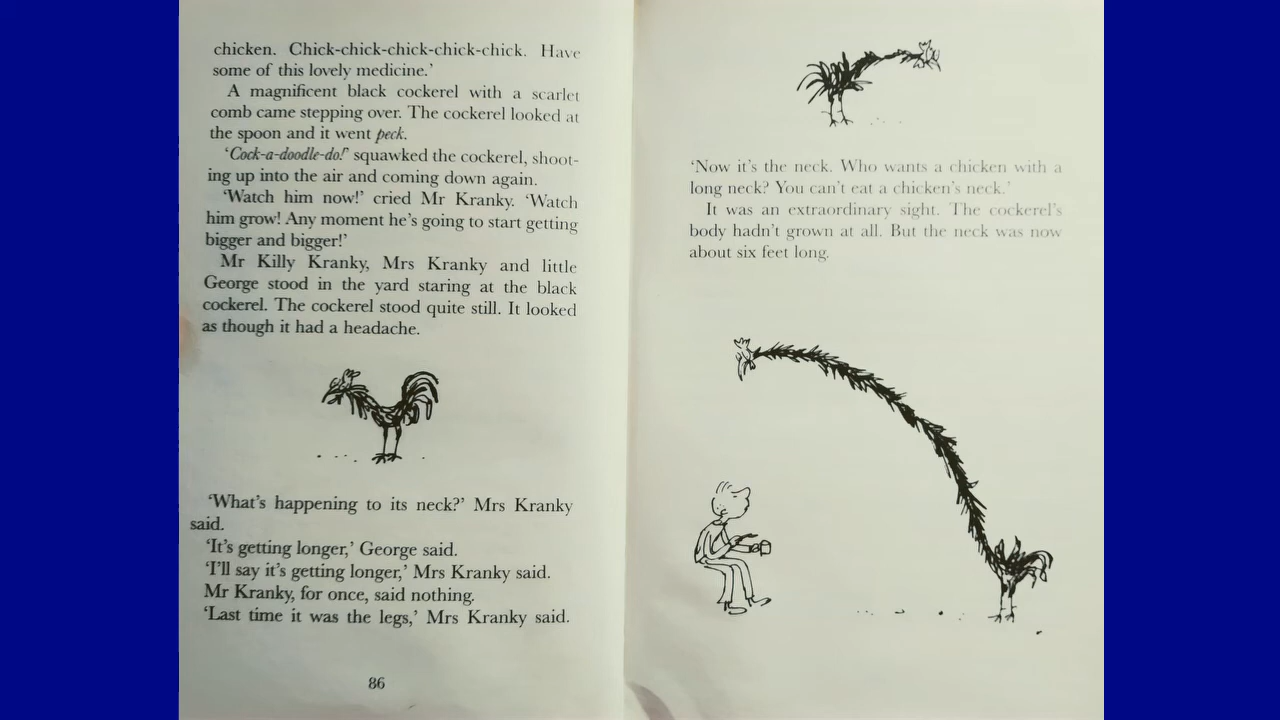 chicken. Chick-chick-chick-chick-chick. Have
some of this lovely medicine.’
A magnificent black cockerel with a scarlet
comb came stepping over. The cockerel looked at
the spoon and it went peck.
‘Cock-a-doodle-do!’ squawked the cockerel, shoot-
ing up into the air and coming down again.
‘Watch him now!’ cried Mr Kranky. ‘Watch
him grow! Any moment he’s going to start getting
bigger and bigger!’
Mr Killy Kranky, Mrs Kranky and little
George stood in the yard staring at the black
cockerel. The cockerel stood quite still. It looked
as though it had a headache.
‘What’s happening to its neck?’ Mrs Kranky
said.
‘It’s getting longer,’ George said.
‘I’ll say it’s getting longer,’ Mrs Kranky said.
Mr Kranky, for once, said nothing.
‘Last time it was the legs,’ Mrs Kranky said.
86
‘Now it’s the neck. Who wants a chicken with a
long neck? You can’t eat a chicken’s neck.’
It was an extraordinary sight. The cockerel’s
body hadn’t grown at all. But the neck was now
about six feet long.